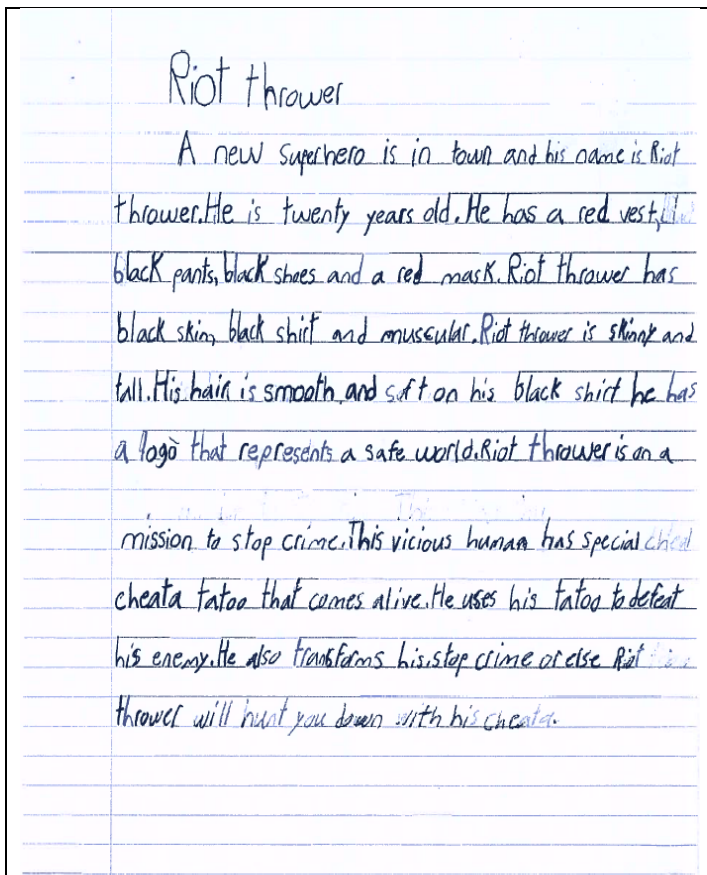 Riot thrower
A new superhero is in town and his name is Riot
thrower. He is twenty years old. He has a red vest,
black pants, black shoes and a red mask. Riot thrower has
black skin, black shirt and muscular. Riot thrower is skinny and
tall. His hair is smooth and soft on his black shirt he has
a logo that represents a safe world. Riot thrower is on a
mission to stop crime. This vicious human has special
cheata tatoo that comes alive. He uses his tatoo to defeat
his enemy. He also transforms his. stop crime or else Riot
thrower will hunt you down with his cheata.